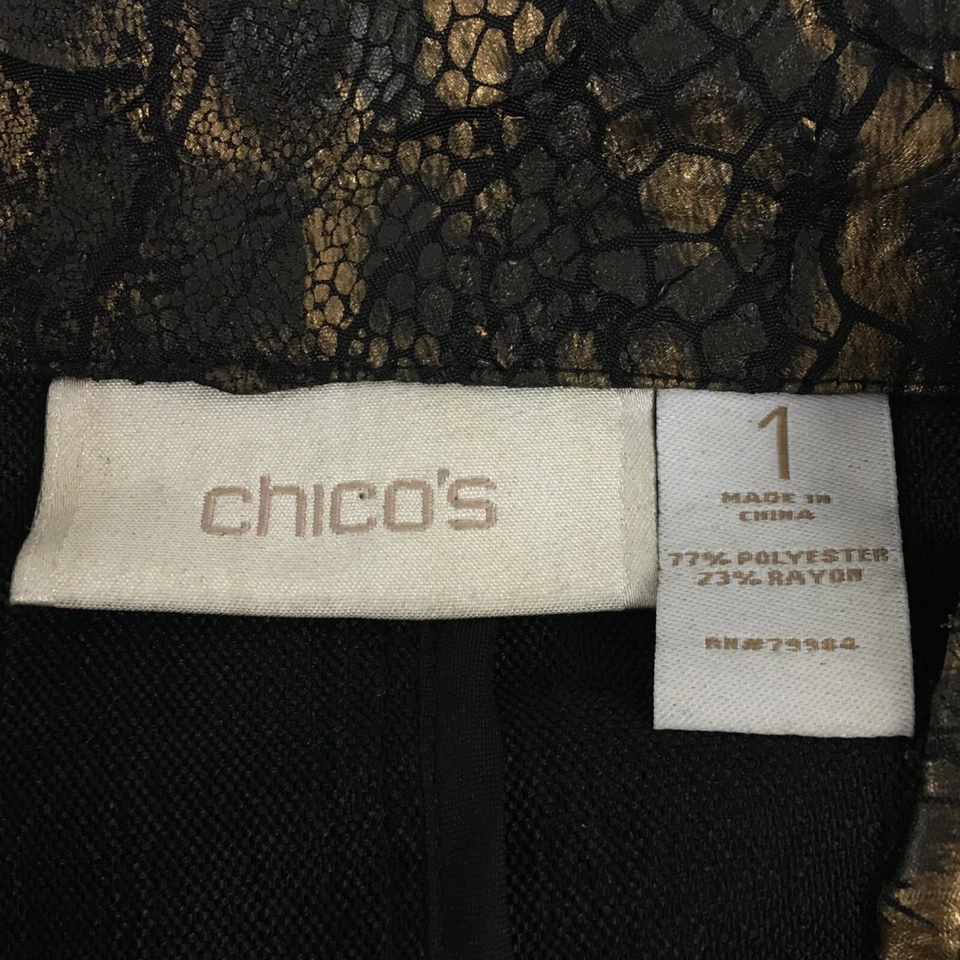 chico's
1
MADE IN
CHINA
77% POLYESTER
23% RAYON
RN#79984